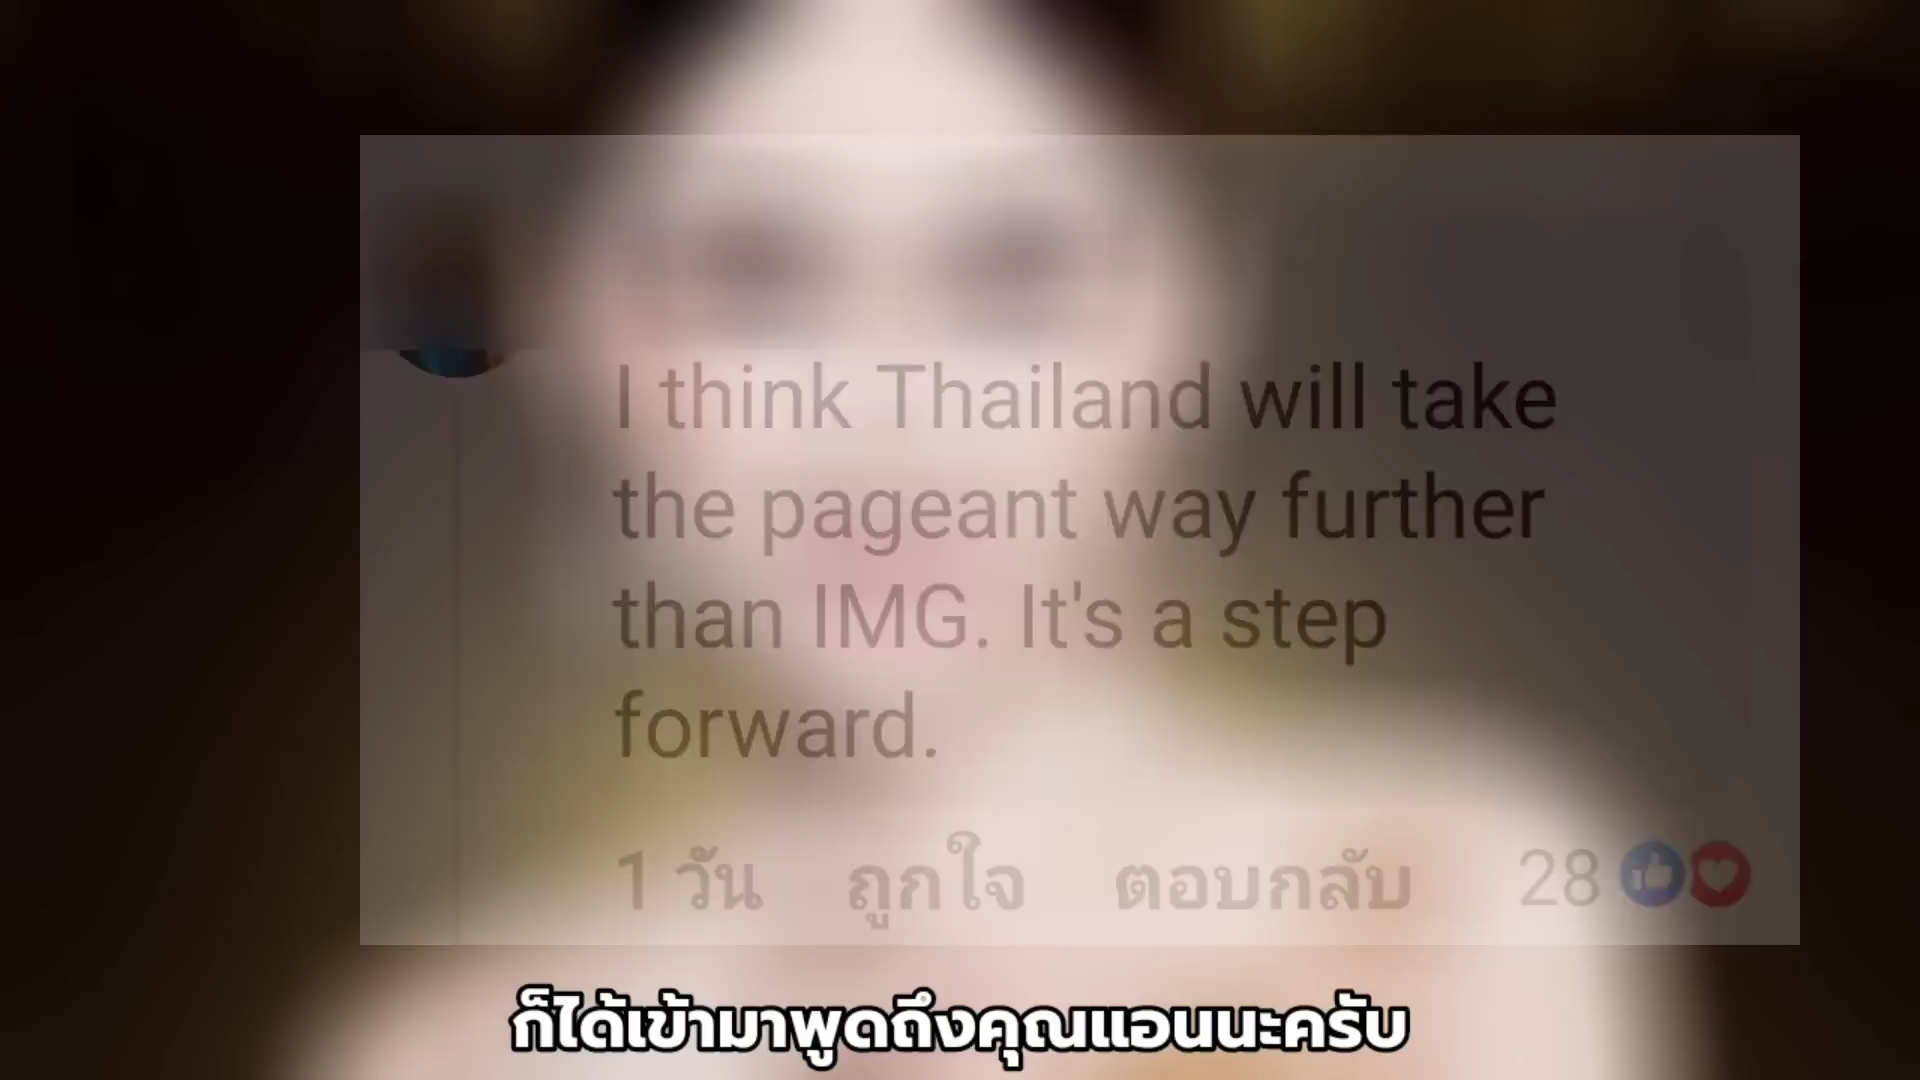 I think Thailand will take
the pageant way further
than IMG. It's a step
forward.
1 วัน ถูกใจ ตอบกลับ 28
ก็ได้เข้ามาพูดถึงคุณแอนนะครับ